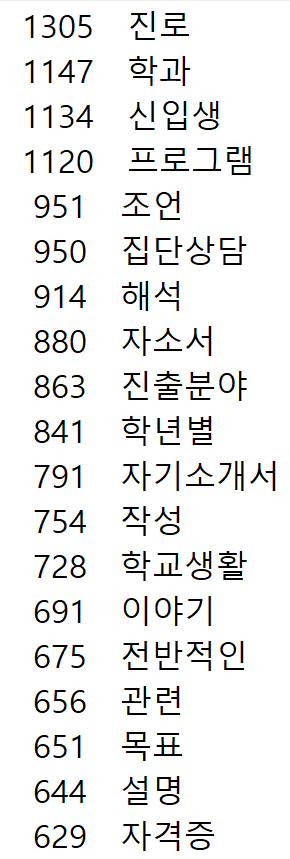 1305 진로
1147 학과
1134 신입생
1120 프로그램
951 조언
950 집단상담
914 해석
880 자소서
863 진출분야
841 학년별
791 자기소개서
754 작성
728 학교생활
691 이야기
675 전반적인
656 관련
651 목표
644 설명
629 자격증